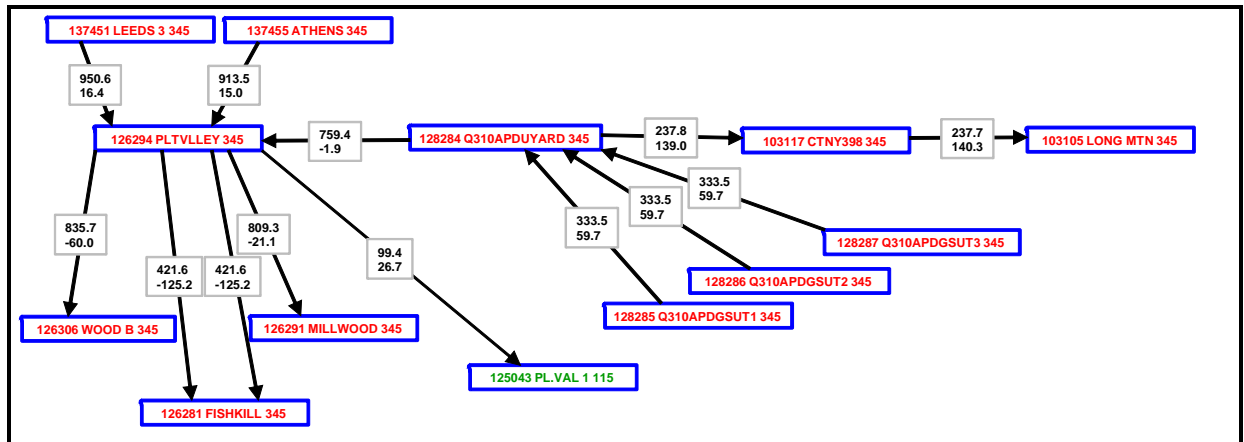 137451 LEEDS 3 345
137455 ATHENS 345
950.6
16.4
913.5
15.0
126294 PLTVLLEY 345
759.4
-1.9
128284 Q310APDUYARD 345
237.8
139.0
103117 CTNY398 345
237.7
140.3
103105 LONG MTN 345
835.7
-60.0
421.6
-125.2
421.6
-125.2
809.3
-21.1
99.4
26.7
333.5
59.7
333.5
59.7
333.5
59.7
128287 Q310APDGSUT3 345
128286 Q310APDGSUT2 345
128285 Q310APDGSUT1 345
126306 WOOD B 345
126291 MILLWOOD 345
125043 PL.VAL 1 115
126281 FISHKILL 345